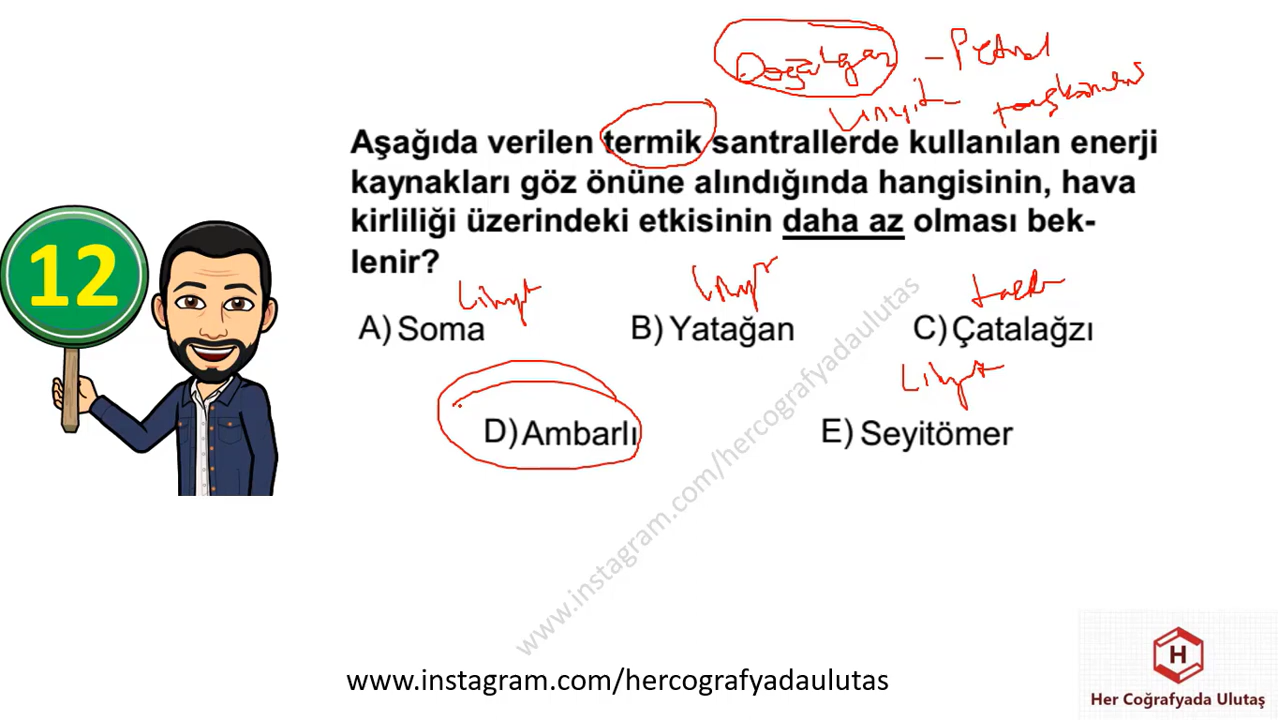 Doğalgaz - Petrol
Linyit - taşkömürü
Aşağıda verilen termik santrallerde kullanılan enerji
kaynakları göz önüne alındığında hangisinin, hava
kirliliği üzerindeki etkisinin daha az olması bek-
lenir?
12
Linyit
Linyit
A) Soma
B) Yatağan
C) Çatalağzı
Linyit
D) Ambarlı
E) Seyitömer
www.instagram.com/hercografyadaulutas
www.instagram.com/hercografyadaulutas
H
Her Coğrafyada Ulutaş